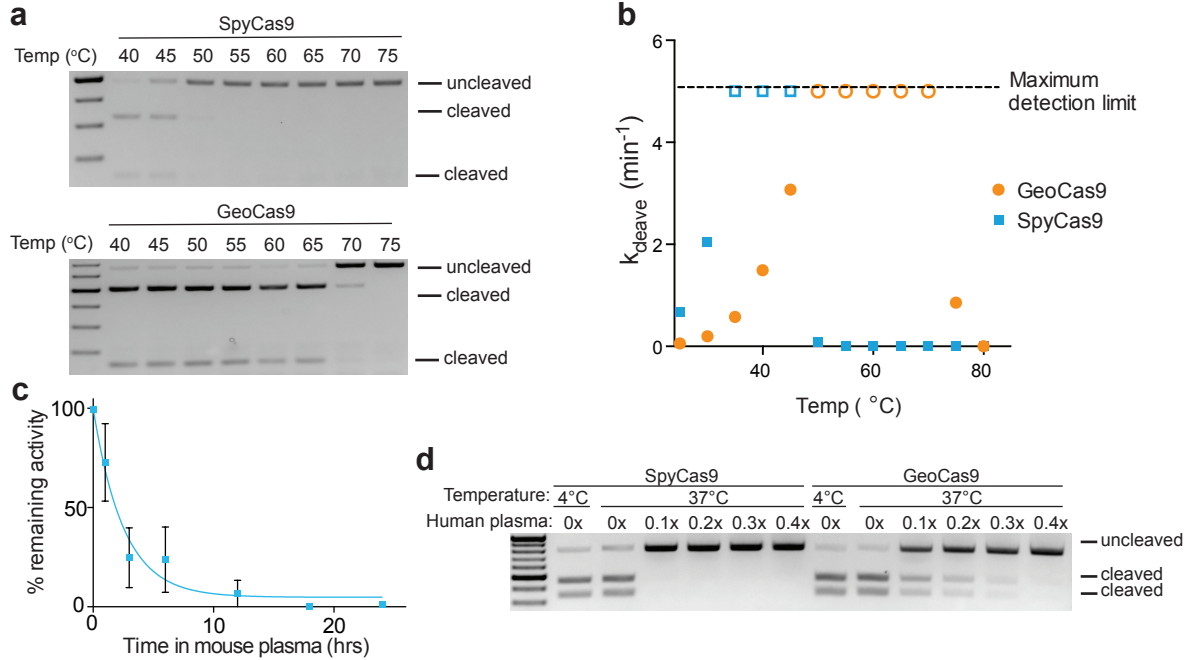 a
SpyCas9
Temp (°C) 40 45 50 55 60 65 70 75
uncleaved
cleaved
cleaved
GeoCas9
Temp (°C) 40 45 50 55 60 65 70 75
uncleaved
cleaved
cleaved
b
6
4
2
0
kdeave (min-1)
40 60 80
Temp ( °C)
Maximum
detection limit
GeoCas9
SpyCas9
c
% remaining activity
100
50
0
0 10 20
Time in mouse plasma (hrs)
d
SpyCas9 GeoCas9
Temperature: 4°C 37°C 4°C 37°C
Human plasma: 0x 0x 0.1x 0.2x 0.3x 0.4x 0x 0x 0.1x 0.2x 0.3x 0.4x
uncleaved
cleaved
cleaved